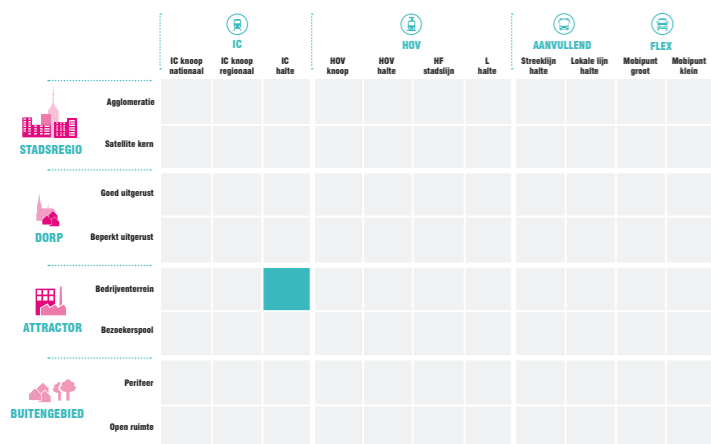 IC
HOV
AANVULLEND
FLEX
IC knoop nationaal
IC knoop regionaal
IC halte
HOV knoop
HOV halte
HF stadslijn
L halte
Streeklijn halte
Lokale lijn halte
Mobipunt groot
Mobipunt klein
STADSREGIO
Agglomeratie
Satellite kern
DORP
Goed uitgerust
Beperkt uitgerust
ATTRACTOR
Bedrijventerrein
Bezoekerspool
BUITENGEBIED
Perifeer
Open ruimte